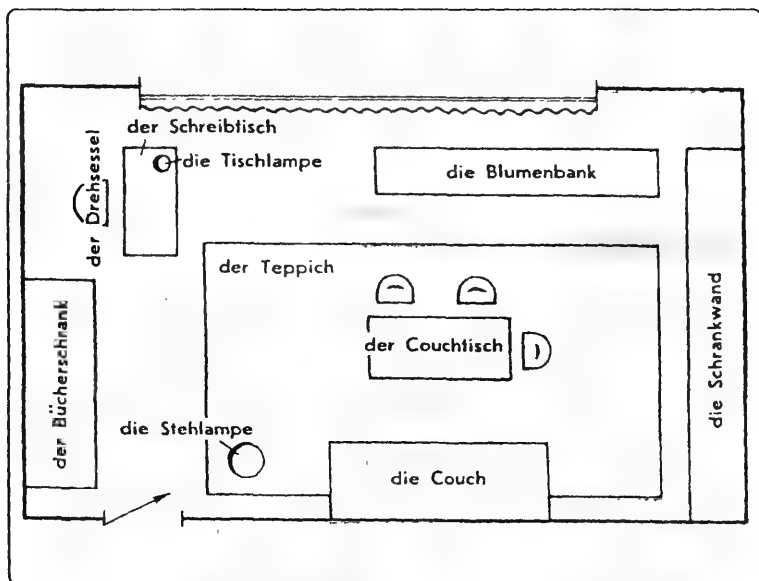 der Schreibtisch
die Tischlampe
der Drehsessel
die Blumenbank
der Teppich
der Couchtisch
der Bücherschrank
die Schrankwand
die Stehlampe
die Couch